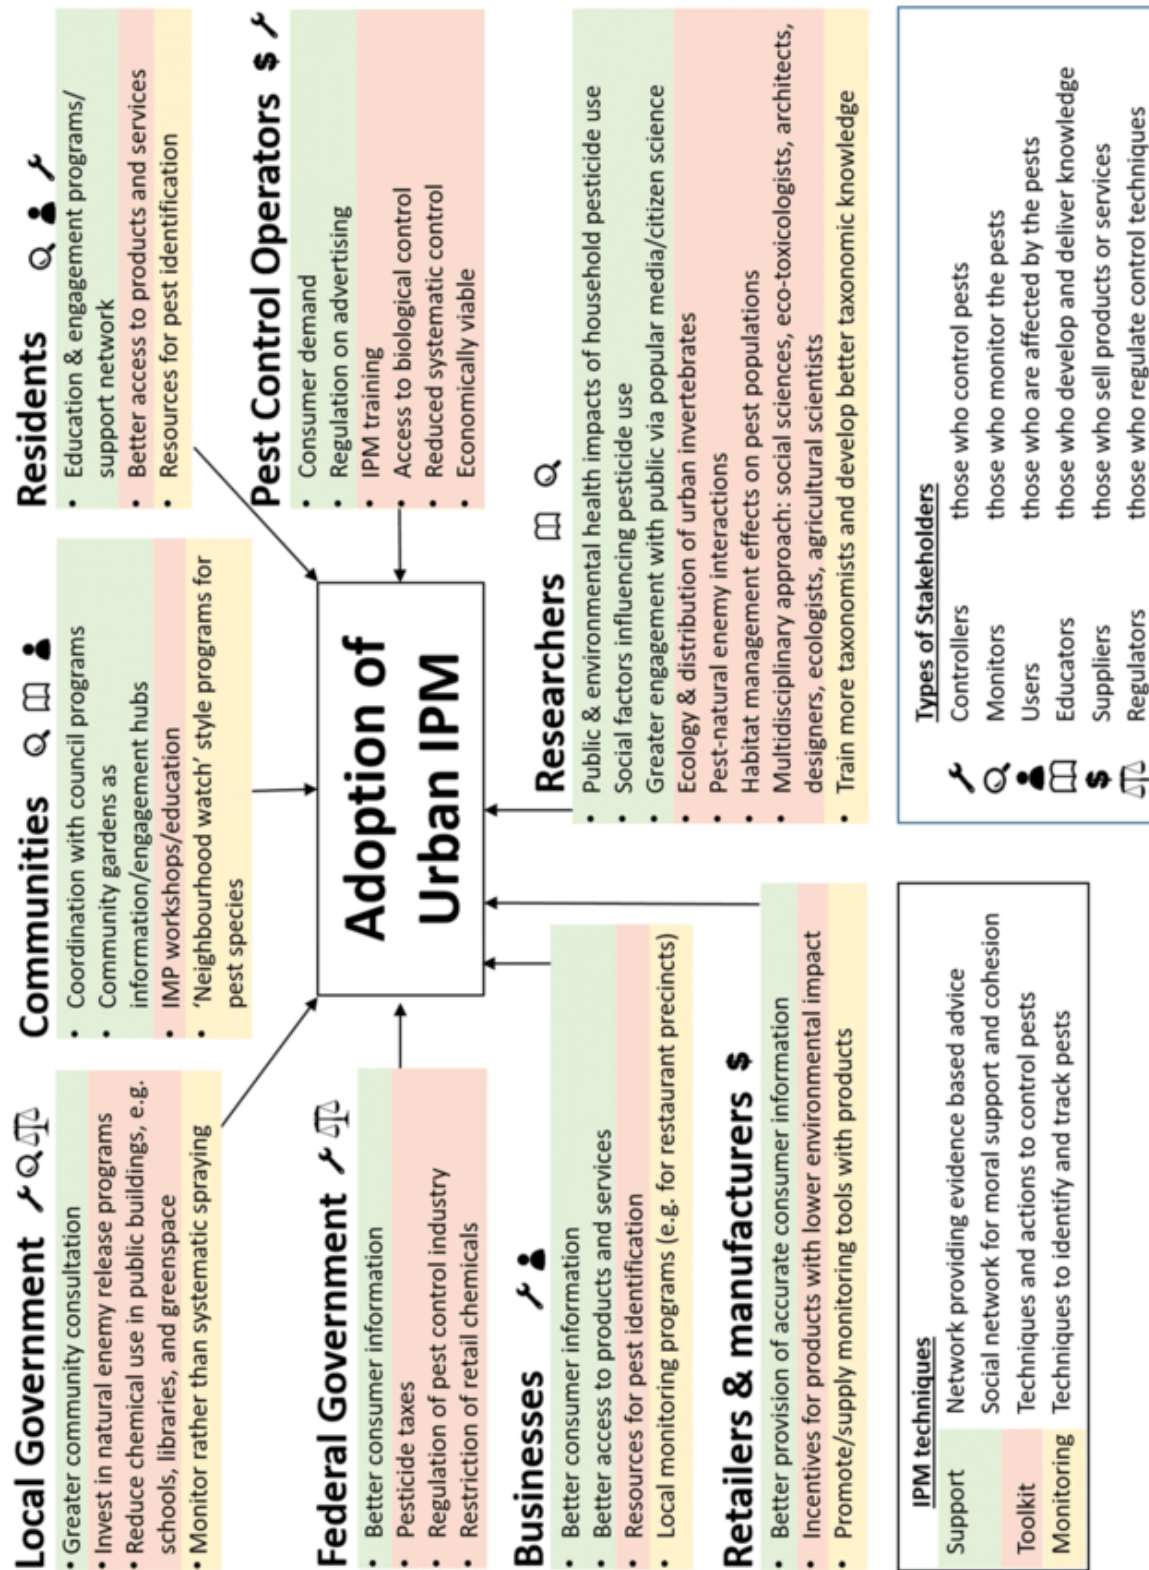 Local Government
• Greater community consultation
• Invest in natural enemy release programs
• Reduce chemical use in public buildings, e.g.
schools, libraries, and greenspace
• Monitor rather than systematic spraying
Communities
• Coordination with council programs
• Community gardens as
information/engagement hubs
• IMP workshops/education
• ‘Neighbourhood watch’ style programs for
pest species
Residents
• Education & engagement programs/
support network
• Better access to products and services
• Resources for pest identification
Federal Government
• Better consumer information
• Pesticide taxes
• Regulation of pest control industry
• Restriction of retail chemicals
Adoption of
Urban IPM
Pest Control Operators $
• Consumer demand
• Regulation on advertising
• IPM training
• Access to biological control
• Reduced systematic control
• Economically viable
Businesses
• Better consumer information
• Better access to products and services
• Resources for pest identification
• Local monitoring programs (e.g. for restaurant precincts)
Retailers & manufacturers $
• Better provision of accurate consumer information
• Incentives for products with lower environmental impact
• Promote/supply monitoring tools with products
Researchers
• Public & environmental health impacts of household pesticide use
• Social factors influencing pesticide use
• Greater engagement with public via popular media/citizen science
• Ecology & distribution of urban invertebrates
• Pest-natural enemy interactions
• Habitat management effects on pest populations
• Multidisciplinary approach: social sciences, eco-toxicologists, architects,
designers, ecologists, agricultural scientists
• Train more taxonomists and develop better taxonomic knowledge
IPM techniques
Support Network providing evidence based advice
Social network for moral support and cohesion
Toolkit Techniques and actions to control pests
Monitoring Techniques to identify and track pests
Types of Stakeholders
Controllers those who control pests
Monitors those who monitor the pests
Users those who are affected by the pests
Educators those who develop and deliver knowledge
$ Suppliers those who sell products or services
Regulators those who regulate control techniques